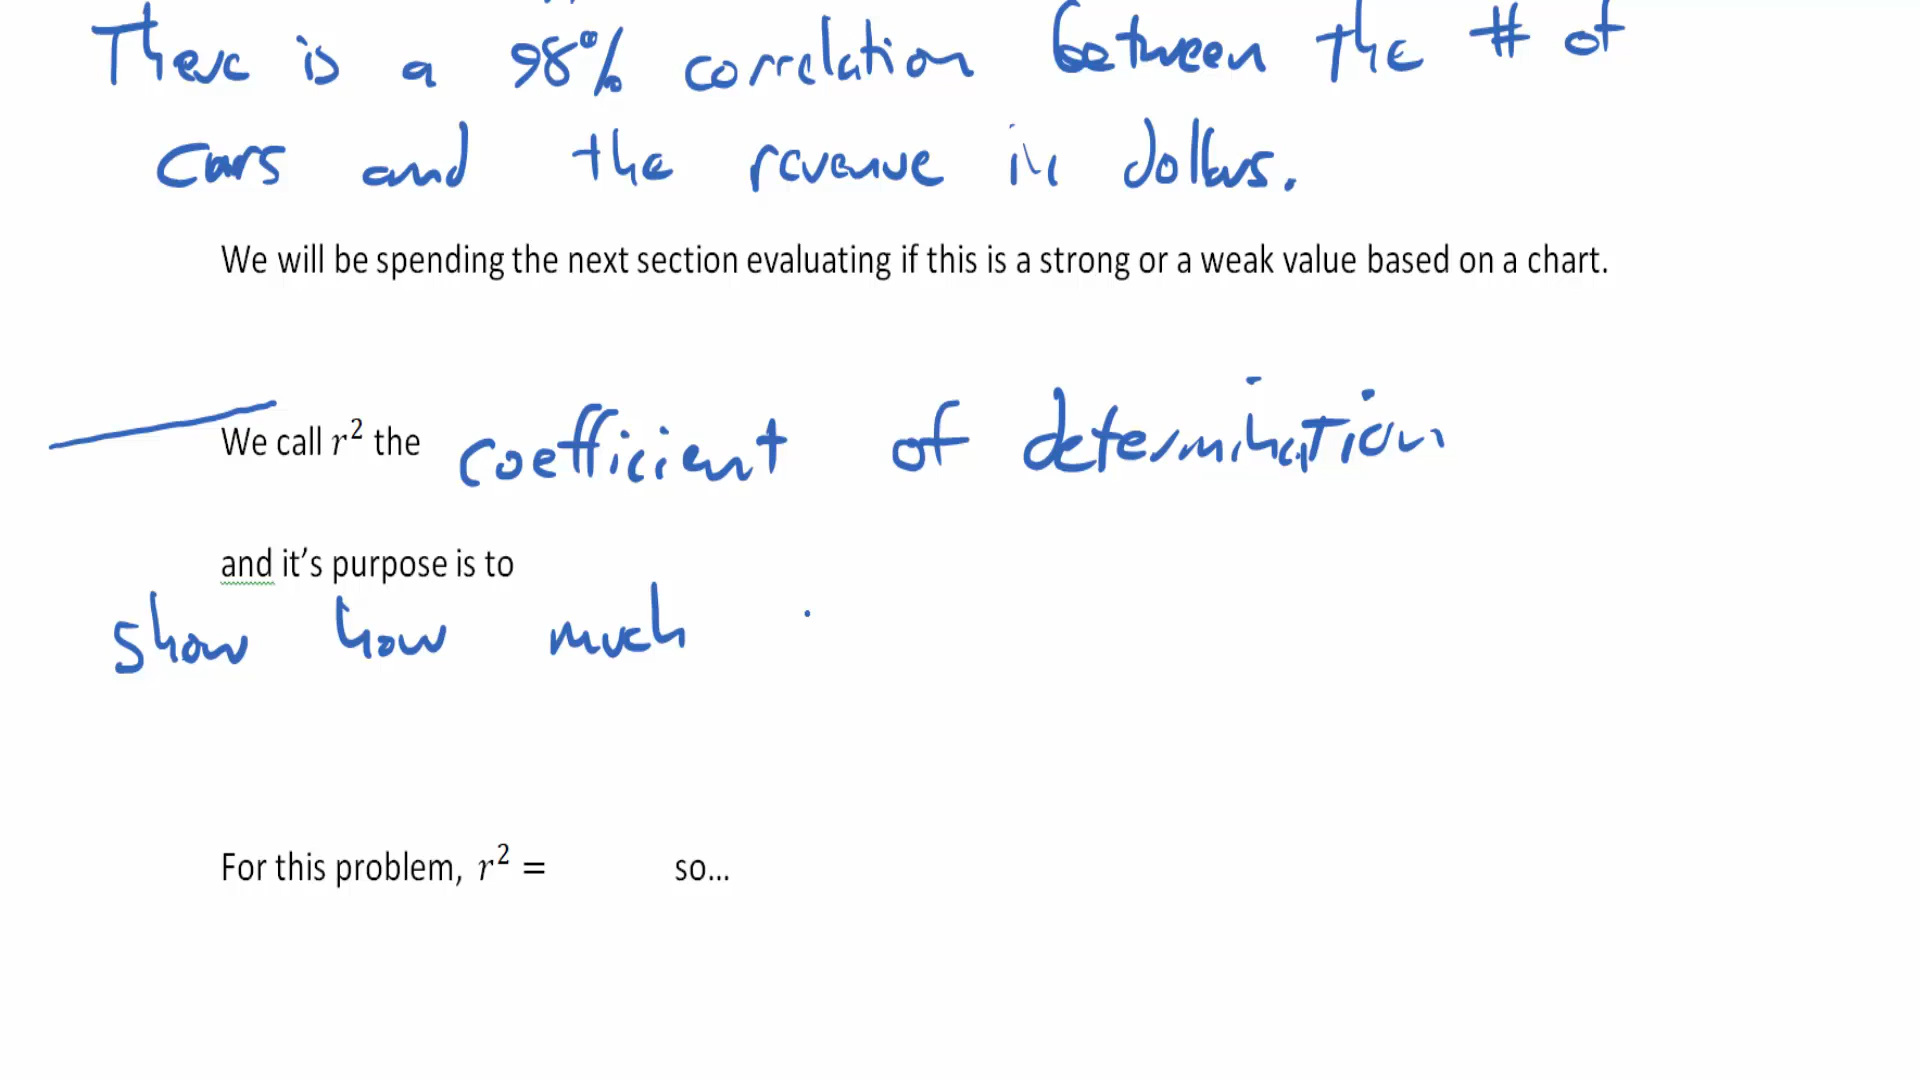 There is a 98% correlation between the # of
cars and the revenue in dollars.
We will be spending the next section evaluating if this is a strong or a weak value based on a chart.
We call r² the coefficient of determination
and it’s purpose is to
show how much
For this problem, r² = so...